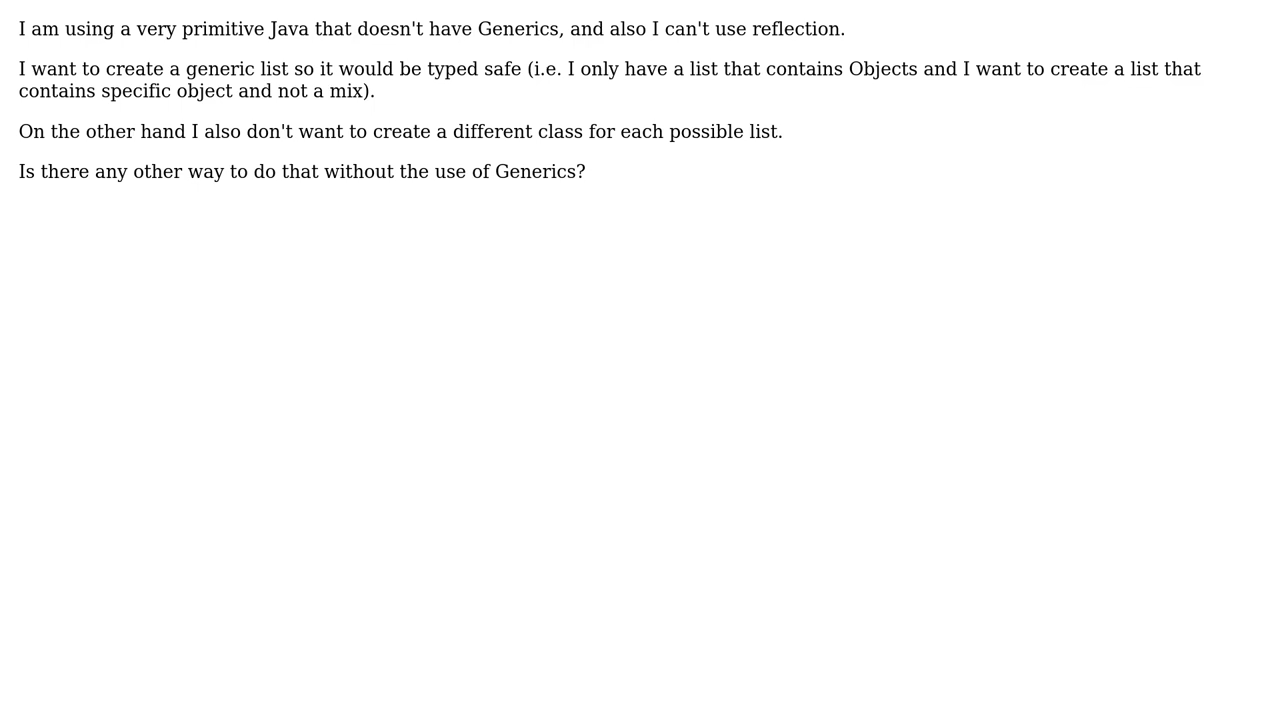 I am using a very primitive Java that doesn't have Generics, and also I can't use reflection.
I want to create a generic list so it would be typed safe (i.e. I only have a list that contains Objects and I want to create a list that
contains specific object and not a mix).
On the other hand I also don't want to create a different class for each possible list.
Is there any other way to do that without the use of Generics?